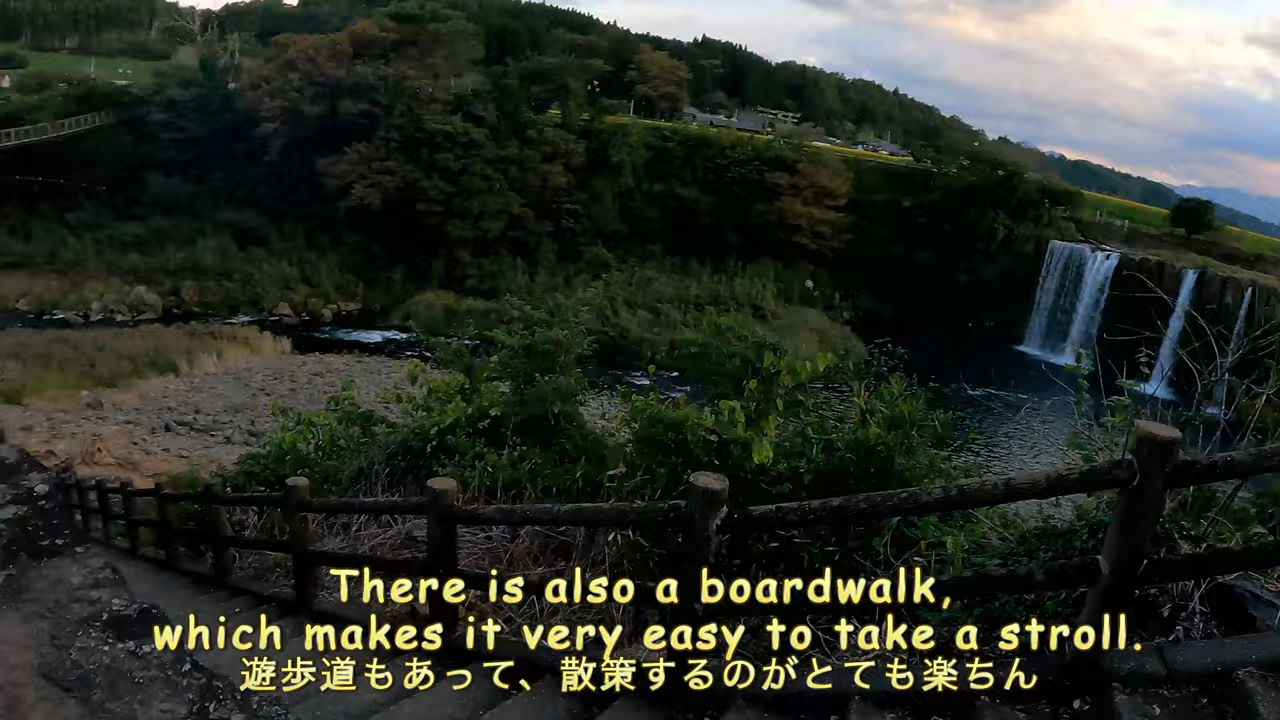 There is also a boardwalk,
which makes it very easy to take a stroll.
遊歩道もあって、散策するのがとても楽ちん